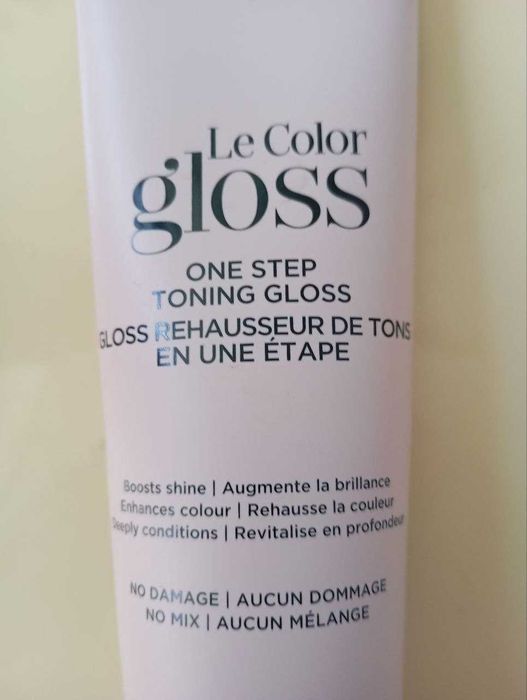 Le Color
gloss
ONE STEP
TONING GLOSS
GLOSS REHAUSSEUR DE TONS
EN UNE ÉTAPE
Boosts shine | Augmente la brillance
Enhances colour | Rehausse la couleur
Deeply conditions | Revitalise en profondeur
NO DAMAGE | AUCUN DOMMAGE
NO MIX | AUCUN MÉLANGE